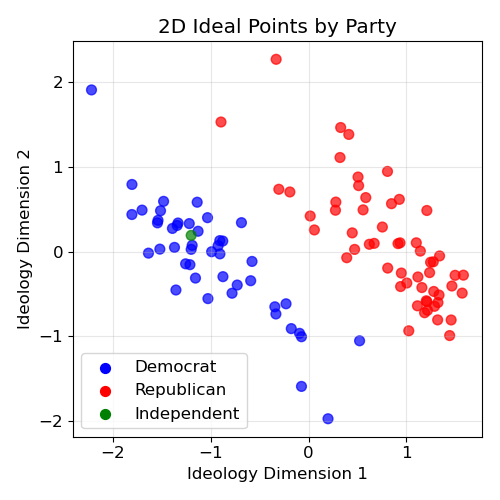 2D Ideal Points by Party
Ideology Dimension 2
2
1
0
−1
−2
Democrat
Republican
Independent
−2
−1
0
1
Ideology Dimension 1